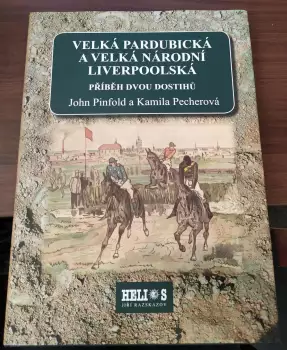 VELKÁ PARDUBICKÁ
A VELKÁ NÁRODNÍ
LIVERPOOLSKÁ
PŘÍBĚH DVOU DOSTIHŮ
John Pinfold a Kamila Pecherová
HELIOS
JIŘÍ RAZSKAZOV